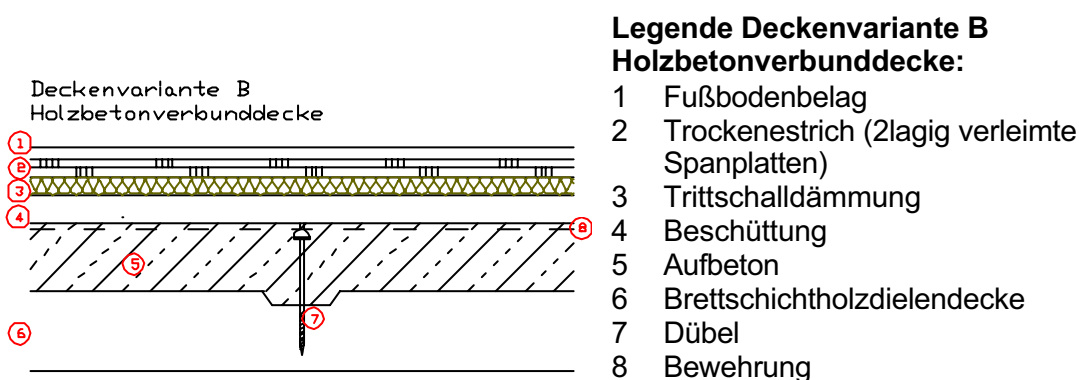 Deckenvariante B
Holzbetonverbunddecke
1
2
3
4
5
6
7
8
Legende Deckenvariante B
Holzbetonverbunddecke:
1 Fußbodenbelag
2 Trockenestrich (2lagig verleimte
Spanplatten)
3 Trittschalldämmung
4 Beschüttung
5 Aufbeton
6 Brettschichtholzdielendecke
7 Dübel
8 Bewehrung